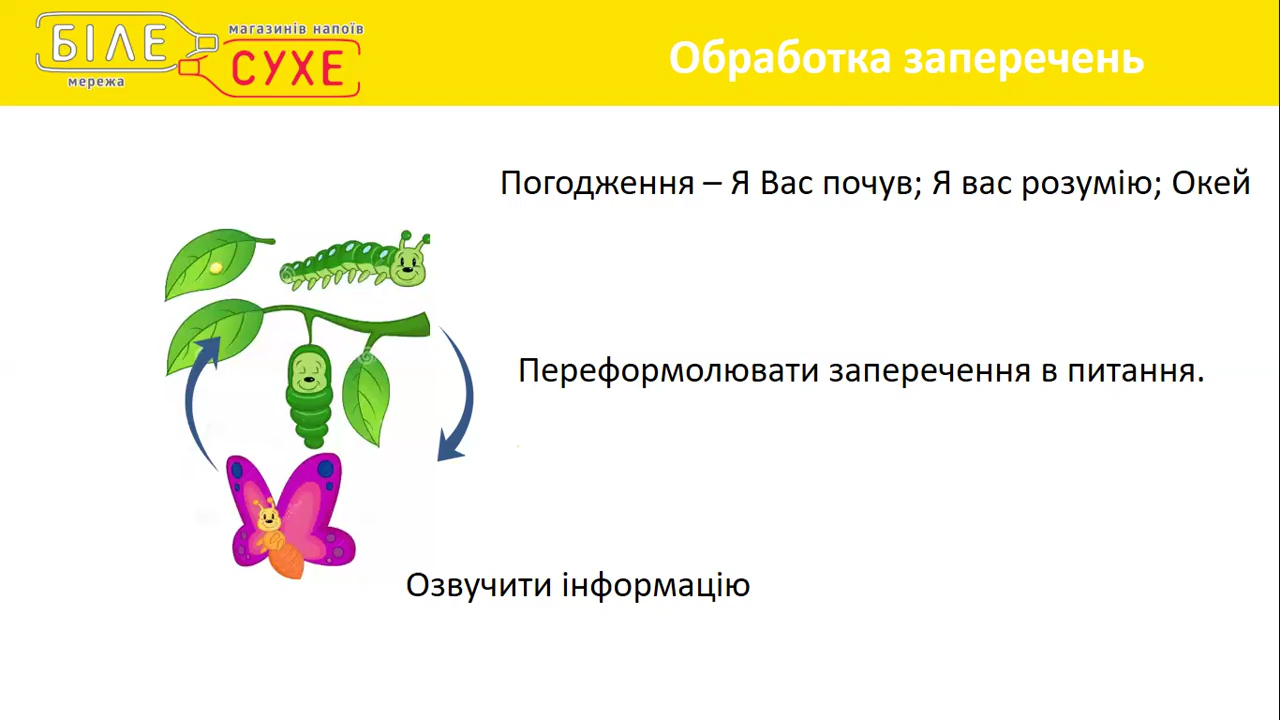 БІЛЕ
мережа
магазинів напоїв
СУХЕ
Обработка заперечень
Погодження – Я Вас почув; Я вас розумію; Окей
Переформолювати заперечення в питання.
Озвучити інформацію